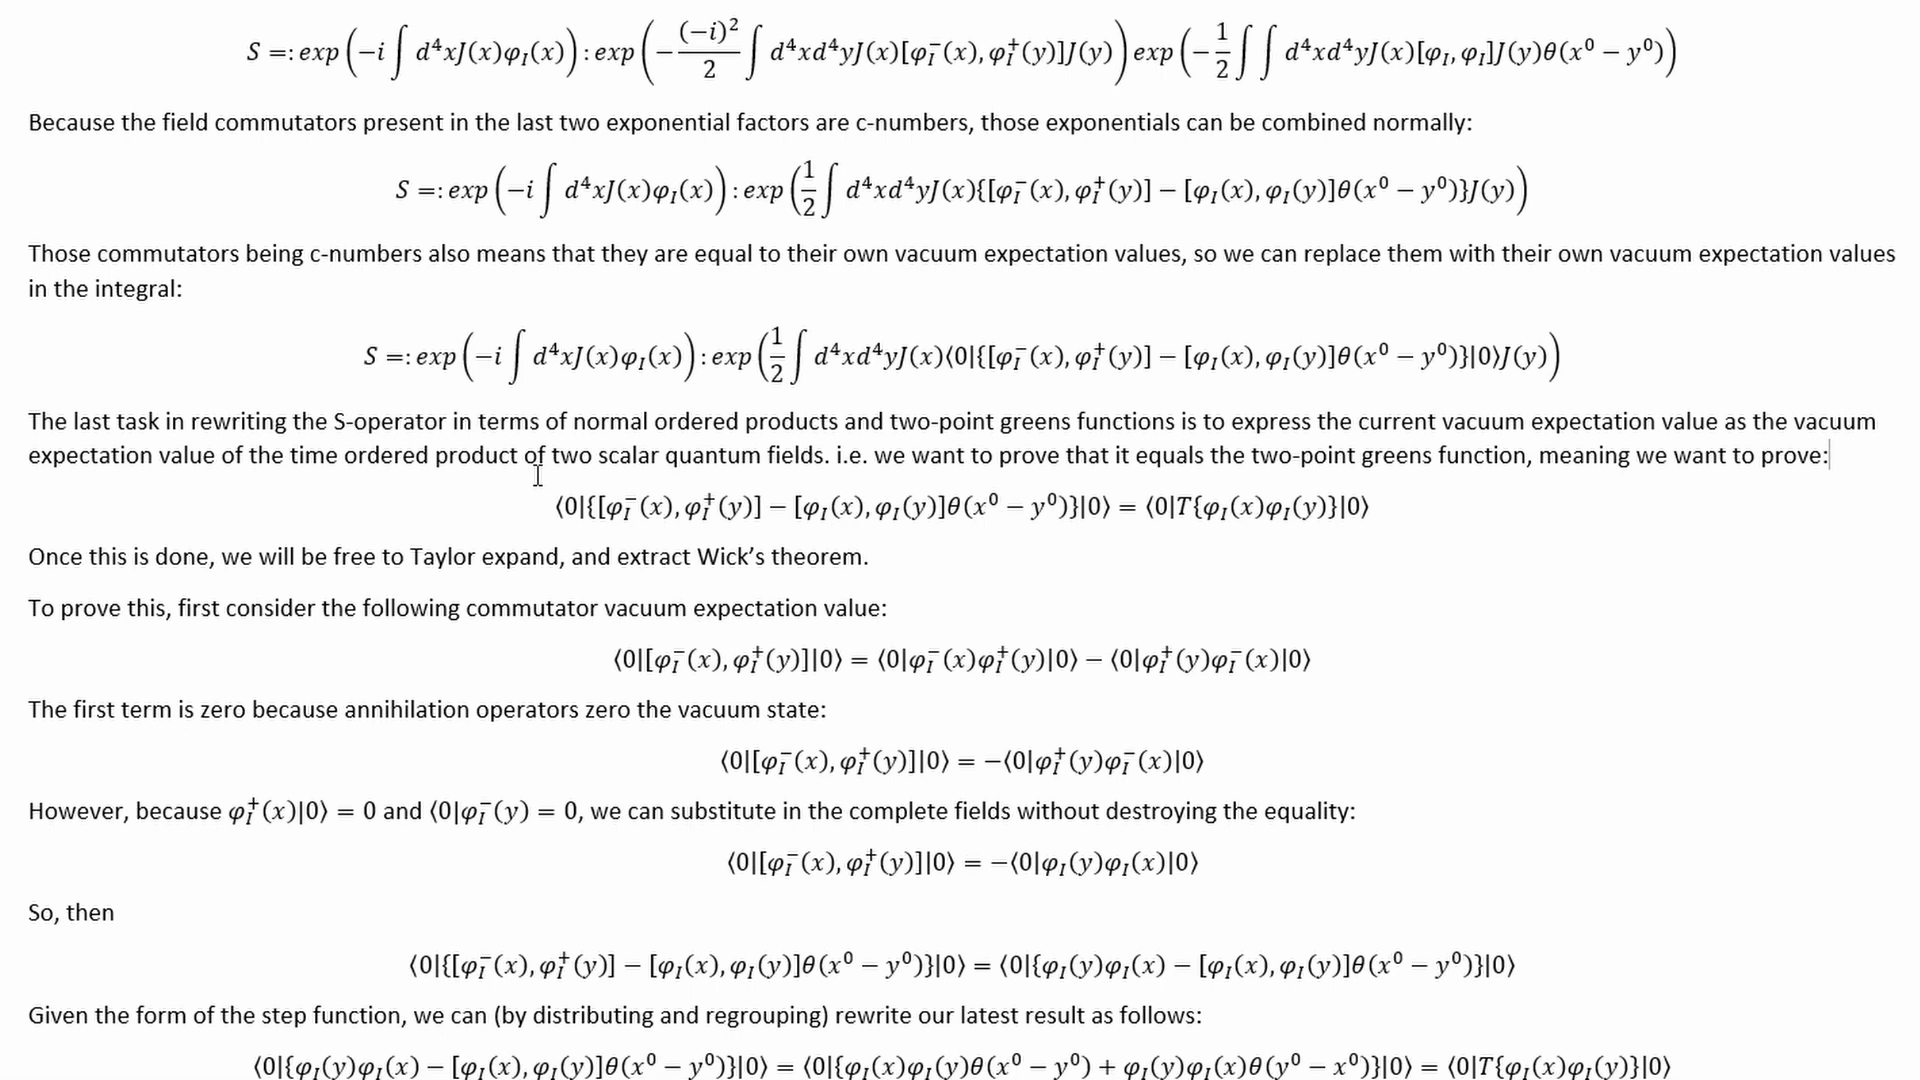 S =: exp(−i ∫ d⁴xJ(x)φ_I(x)) : exp(−(−i)²/2 ∫ d⁴xd⁴yJ(x)[φ_I⁻(x), φ_I⁺(y)]J(y)) exp(−1/2 ∫ ∫ d⁴xd⁴yJ(x)[φ_I, φ_I]J(y)θ(x⁰ − y⁰))
Because the field commutators present in the last two exponential factors are c-numbers, those exponentials can be combined normally:
S =: exp(−i ∫ d⁴xJ(x)φ_I(x)) : exp(1/2 ∫ d⁴xd⁴yJ(x){[φ_I⁻(x), φ_I⁺(y)] − [φ_I(x), φ_I(y)]θ(x⁰ − y⁰)}J(y))
Those commutators being c-numbers also means that they are equal to their own vacuum expectation values, so we can replace them with their own vacuum expectation values
in the integral:
S =: exp(−i ∫ d⁴xJ(x)φ_I(x)) : exp(1/2 ∫ d⁴xd⁴yJ(x)⟨0|{[φ_I⁻(x), φ_I⁺(y)] − [φ_I(x), φ_I(y)]θ(x⁰ − y⁰)}|0⟩J(y))
The last task in rewriting the S-operator in terms of normal ordered products and two-point greens functions is to express the current vacuum expectation value as the vacuum
expectation value of the time ordered product of two scalar quantum fields. i.e. we want to prove that it equals the two-point greens function, meaning we want to prove:
⟨0|{[φ_I⁻(x), φ_I⁺(y)] − [φ_I(x), φ_I(y)]θ(x⁰ − y⁰)}|0⟩ = ⟨0|T{φ_I(x)φ_I(y)}|0⟩
Once this is done, we will be free to Taylor expand, and extract Wick’s theorem.
To prove this, first consider the following commutator vacuum expectation value:
⟨0|[φ_I⁻(x), φ_I⁺(y)]|0⟩ = ⟨0|φ_I⁻(x)φ_I⁺(y)|0⟩ − ⟨0|φ_I⁺(y)φ_I⁻(x)|0⟩
The first term is zero because annihilation operators zero the vacuum state:
⟨0|[φ_I⁻(x), φ_I⁺(y)]|0⟩ = −⟨0|φ_I⁺(y)φ_I⁻(x)|0⟩
However, because φ_I⁺(x)|0⟩ = 0 and ⟨0|φ_I⁻(y) = 0, we can substitute in the complete fields without destroying the equality:
⟨0|[φ_I⁻(x), φ_I⁺(y)]|0⟩ = −⟨0|φ_I(y)φ_I(x)|0⟩
So, then
⟨0|{[φ_I⁻(x), φ_I⁺(y)] − [φ_I(x), φ_I(y)]θ(x⁰ − y⁰)}|0⟩ = ⟨0|{φ_I(y)φ_I(x) − [φ_I(x), φ_I(y)]θ(x⁰ − y⁰)}|0⟩
Given the form of the step function, we can (by distributing and regrouping) rewrite our latest result as follows:
⟨0|{φ_I(y)φ_I(x) − [φ_I(x), φ_I(y)]θ(x⁰ − y⁰)}|0⟩ = ⟨0|{φ_I(x)φ_I(y)θ(x⁰ − y⁰) + φ_I(y)φ_I(x)θ(y⁰ − x⁰)}|0⟩ = ⟨0|T{φ_I(x)φ_I(y)}|0⟩